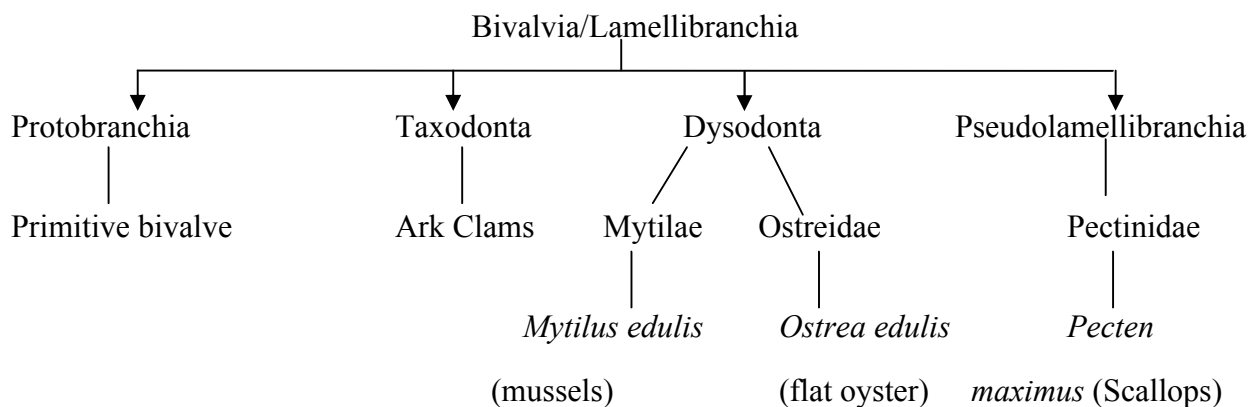 Bivalvia/Lamellibranchia
Protobranchia Taxodonta Dysodonta Pseudolamellibranchia
Primitive bivalve Ark Clams Mytilae Ostreidae Pectinidae
Mytilus edulis Ostrea edulis Pecten
(mussels) (flat oyster) maximus (Scallops)